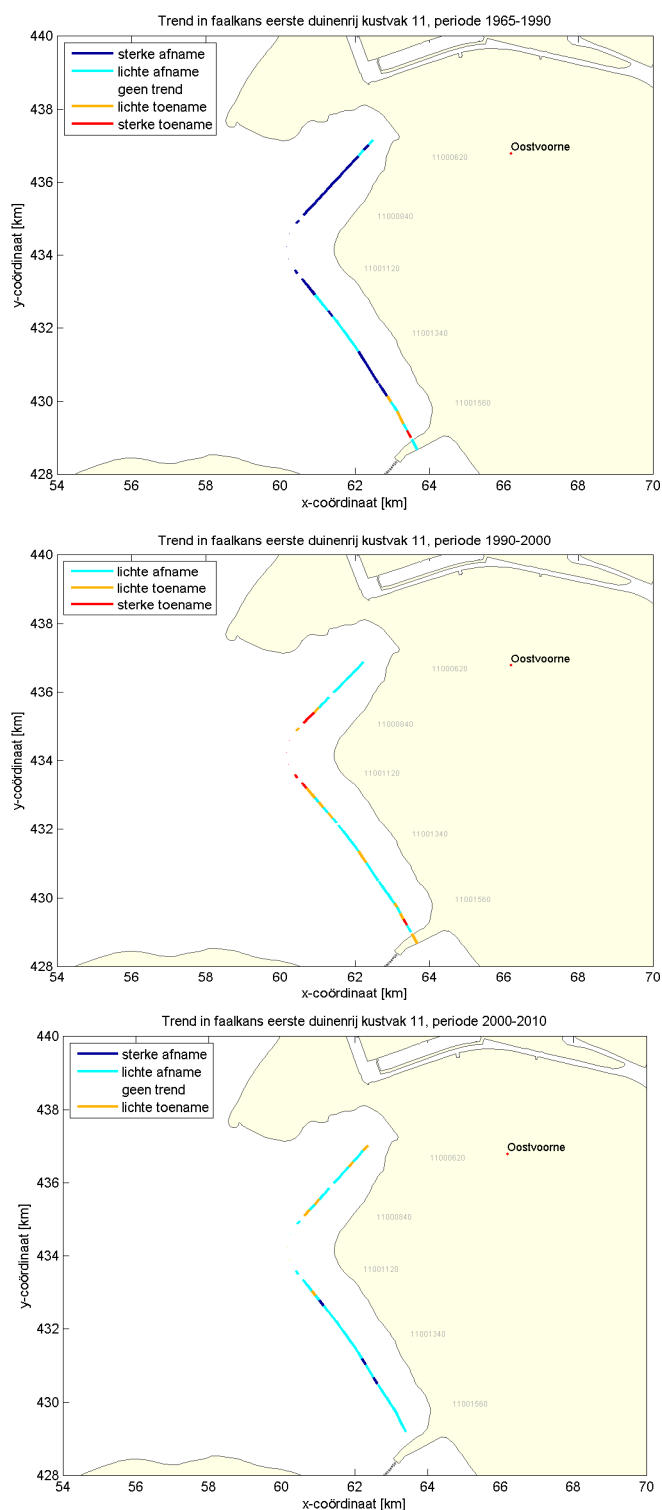 Trend in faalkans eerste duinenrij kustvak 11, periode 1965-1990
440
438
436
434
432
430
428
y-coördinaat [km]
sterke afname
lichte afname
geen trend
lichte toename
sterke toename
Oostvoorne
11000620
11000840
11001120
11001340
11001560
54 56 58 60 62 64 66 68 70
x-coördinaat [km]
Trend in faalkans eerste duinenrij kustvak 11, periode 1990-2000
440
438
436
434
432
430
428
y-coördinaat [km]
lichte afname
lichte toename
sterke toename
Oostvoorne
11000620
11000840
11001120
11001340
11001560
54 56 58 60 62 64 66 68 70
x-coördinaat [km]
Trend in faalkans eerste duinenrij kustvak 11, periode 2000-2010
440
438
436
434
432
430
428
y-coördinaat [km]
sterke afname
lichte afname
geen trend
lichte toename
Oostvoorne
11000620
11000840
11001120
11001340
11001560
54 56 58 60 62 64 66 68 70
x-coördinaat [km]